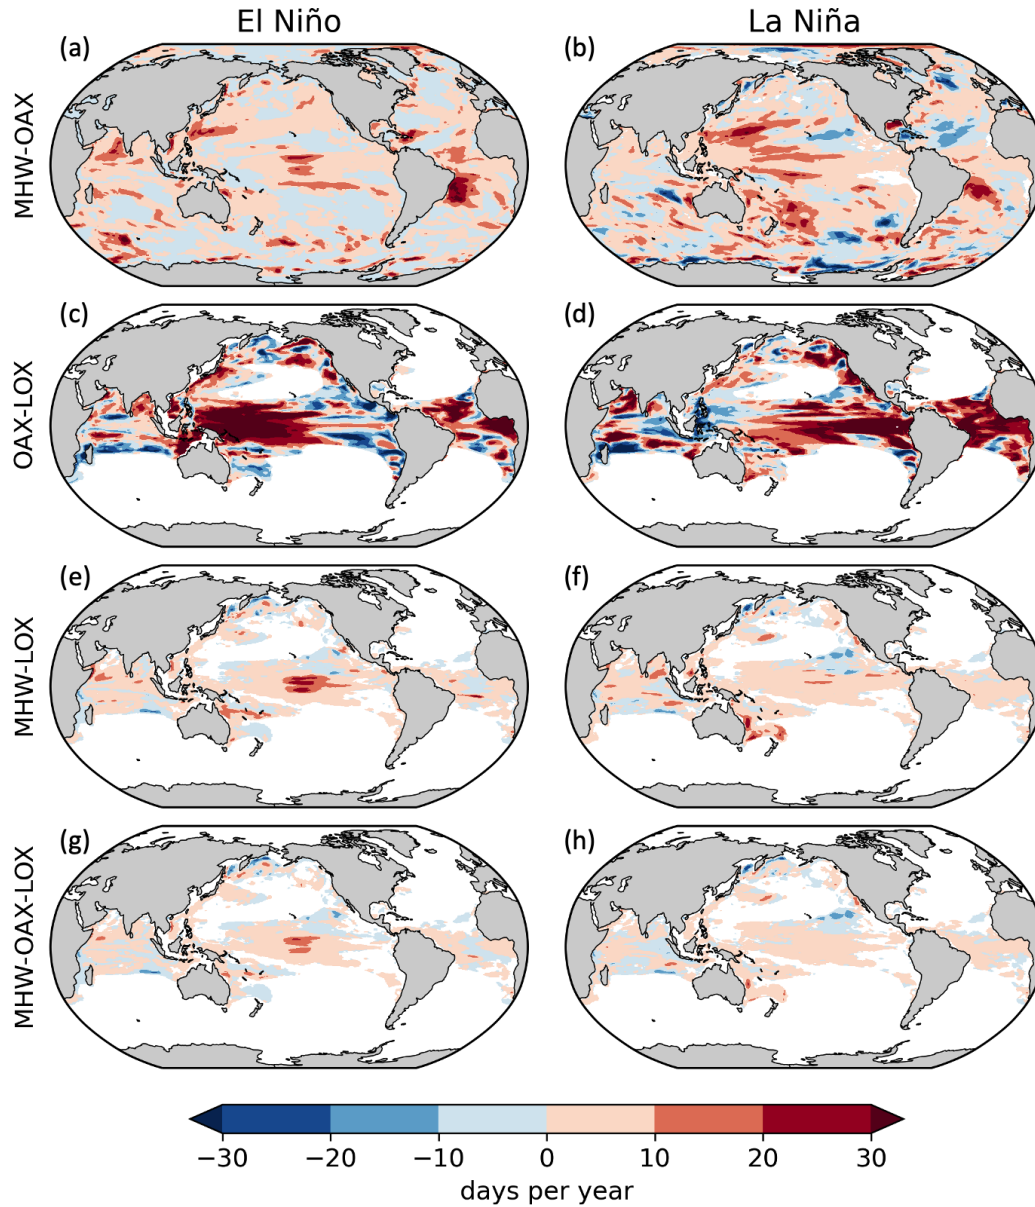 El Niño
La Niña
(a)
(b)
MHW-OAX
(c)
(d)
OAX-LOX
(e)
(f)
MHW-LOX
(g)
(h)
MHW-OAX-LOX
−30
−20
−10
0
10
20
30
days per year